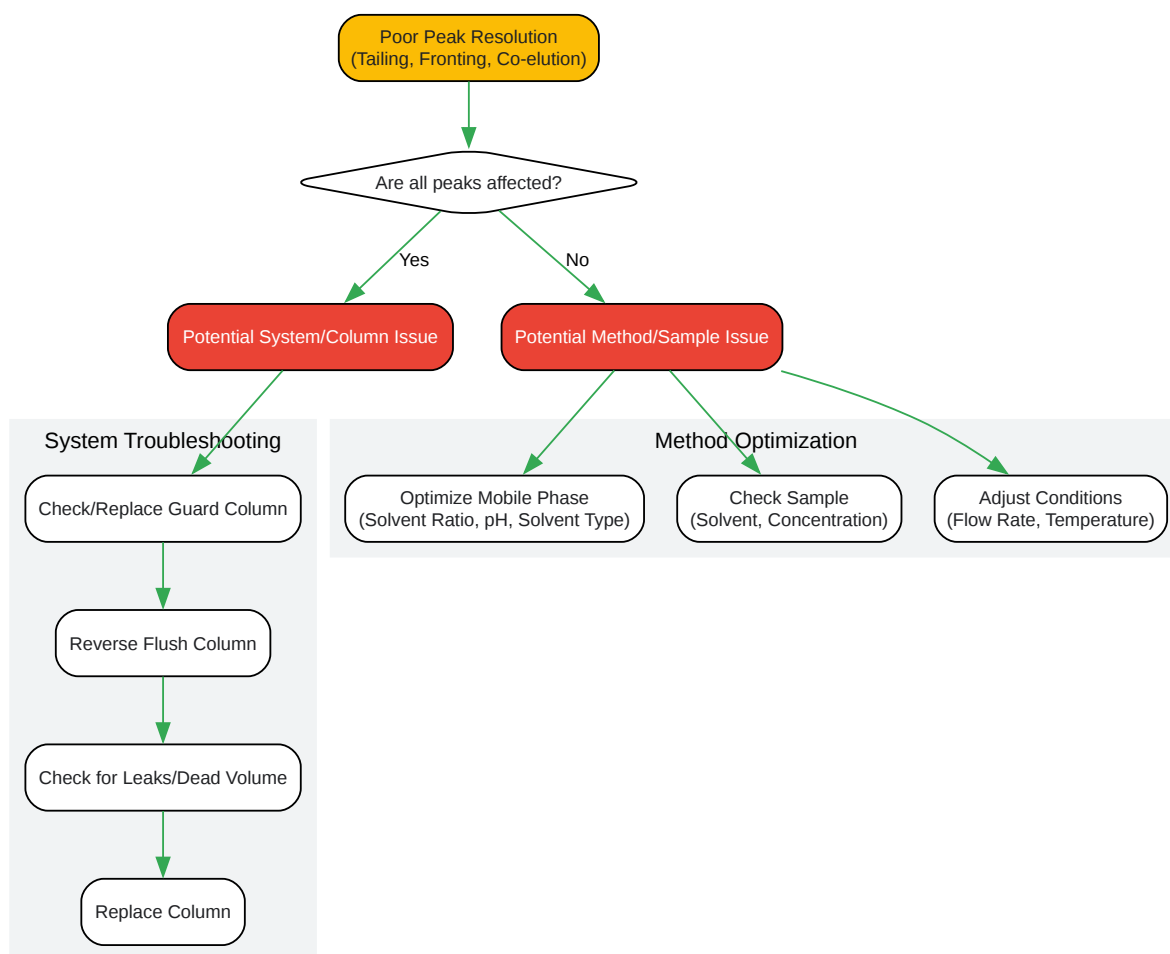 Poor Peak Resolution
(Tailing, Fronting, Co-elution)
Are all peaks affected?
Yes
No
Potential System/Column Issue
Potential Method/Sample Issue
System Troubleshooting
Method Optimization
Check/Replace Guard Column
Optimize Mobile Phase
(Solvent Ratio, pH, Solvent Type)
Check Sample
(Solvent, Concentration)
Adjust Conditions
(Flow Rate, Temperature)
Reverse Flush Column
Check for Leaks/Dead Volume
Replace Column